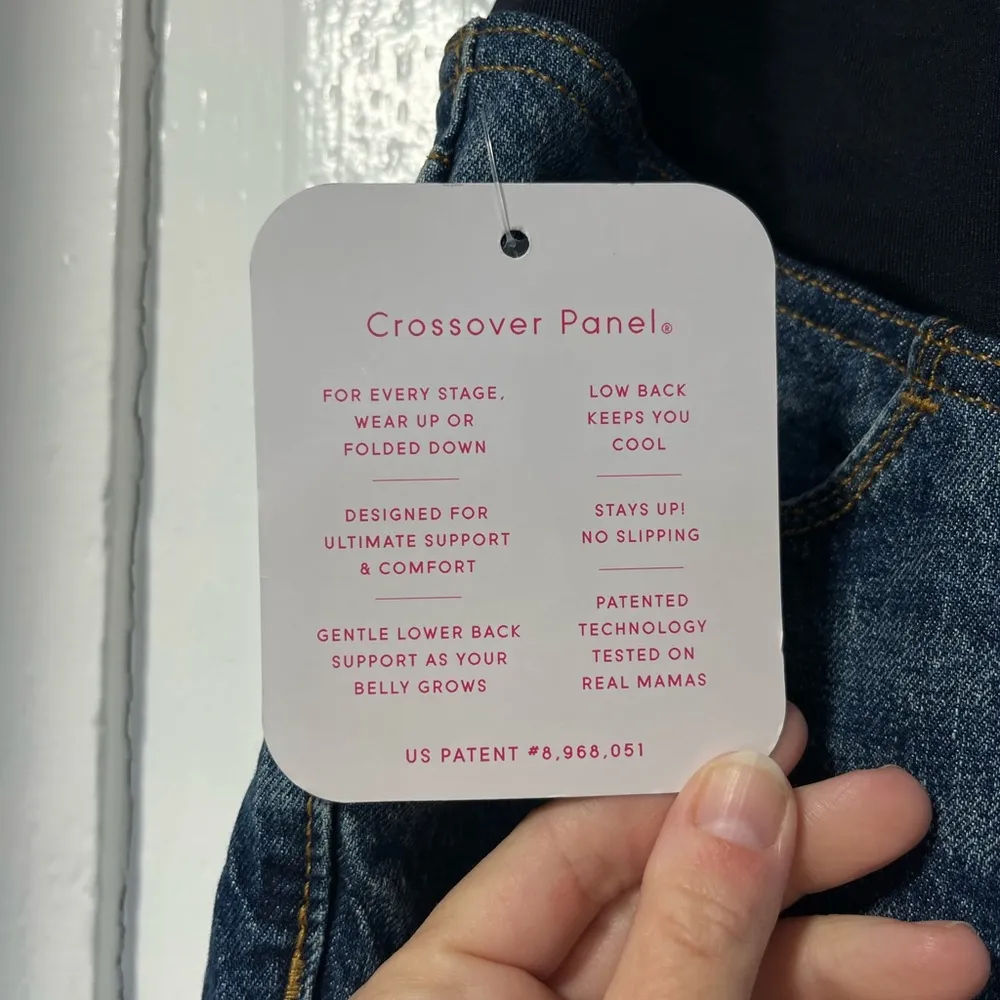 Crossover Panel®
FOR EVERY STAGE,
WEAR UP OR
FOLDED DOWN
DESIGNED FOR
ULTIMATE SUPPORT
& COMFORT
GENTLE LOWER BACK
SUPPORT AS YOUR
BELLY GROWS
LOW BACK
KEEPS YOU
COOL
STAYS UP!
NO SLIPPING
PATENTED
TECHNOLOGY
TESTED ON
REAL MAMAS
US PATENT #8,968,051